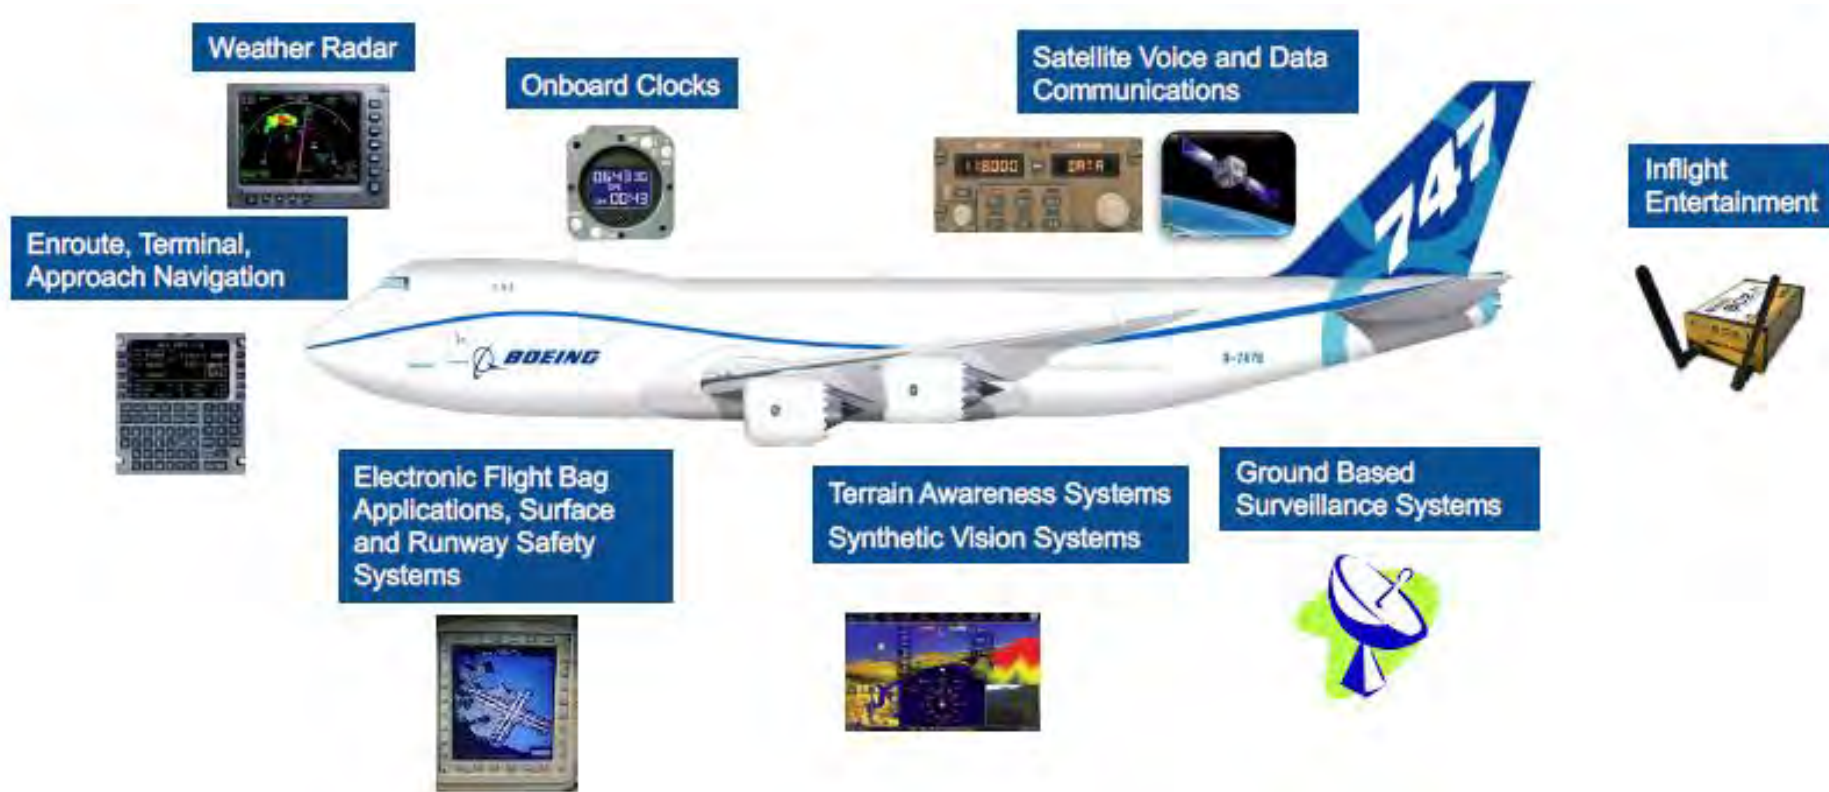 Weather Radar
Onboard Clocks
Satellite Voice and Data
Communications
Inflight
Entertainment
Enroute, Terminal,
Approach Navigation
747
BOEING
Electronic Flight Bag
Applications, Surface
and Runway Safety
Systems
Terrain Awareness Systems
Synthetic Vision Systems
Ground Based
Surveillance Systems